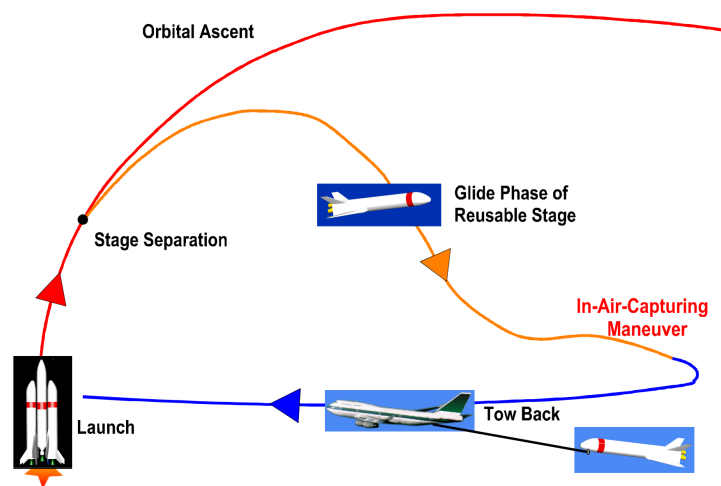 Orbital Ascent
Glide Phase of
Reusable Stage
Stage Separation
In-Air-Capturing
Maneuver
Launch
Tow Back